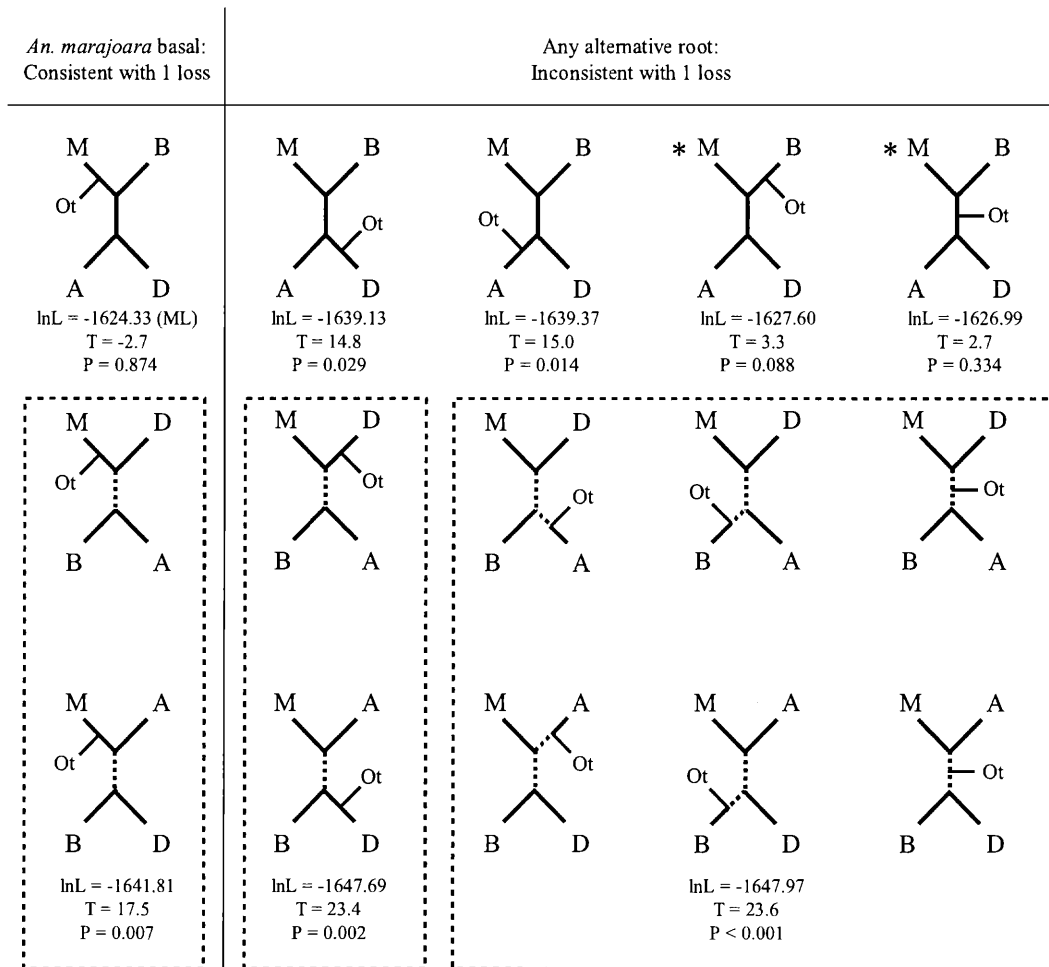 An. marajoara basal:
Consistent with 1 loss
Any alternative root:
Inconsistent with 1 loss
M B
Ot
A D
lnL = -1624.33 (ML)
T = -2.7
P = 0.874
M B
Ot
A D
lnL = -1639.13
T = 14.8
P = 0.029
M B
Ot
A D
lnL = -1639.37
T = 15.0
P = 0.014
* M B
Ot
A D
lnL = -1627.60
T = 3.3
P = 0.088
* M B
Ot
A D
lnL = -1626.99
T = 2.7
P = 0.334
M D
Ot
B A
M D
Ot
B A
M D
Ot
B A
M D
Ot
B A
M D
Ot
B A
M A
Ot
B D
lnL = -1641.81
T = 17.5
P = 0.007
M A
Ot
B D
lnL = -1647.69
T = 23.4
P = 0.002
M A
Ot
B D
M A
Ot
B D
lnL = -1647.97
T = 23.6
P < 0.001
M A
Ot
B D